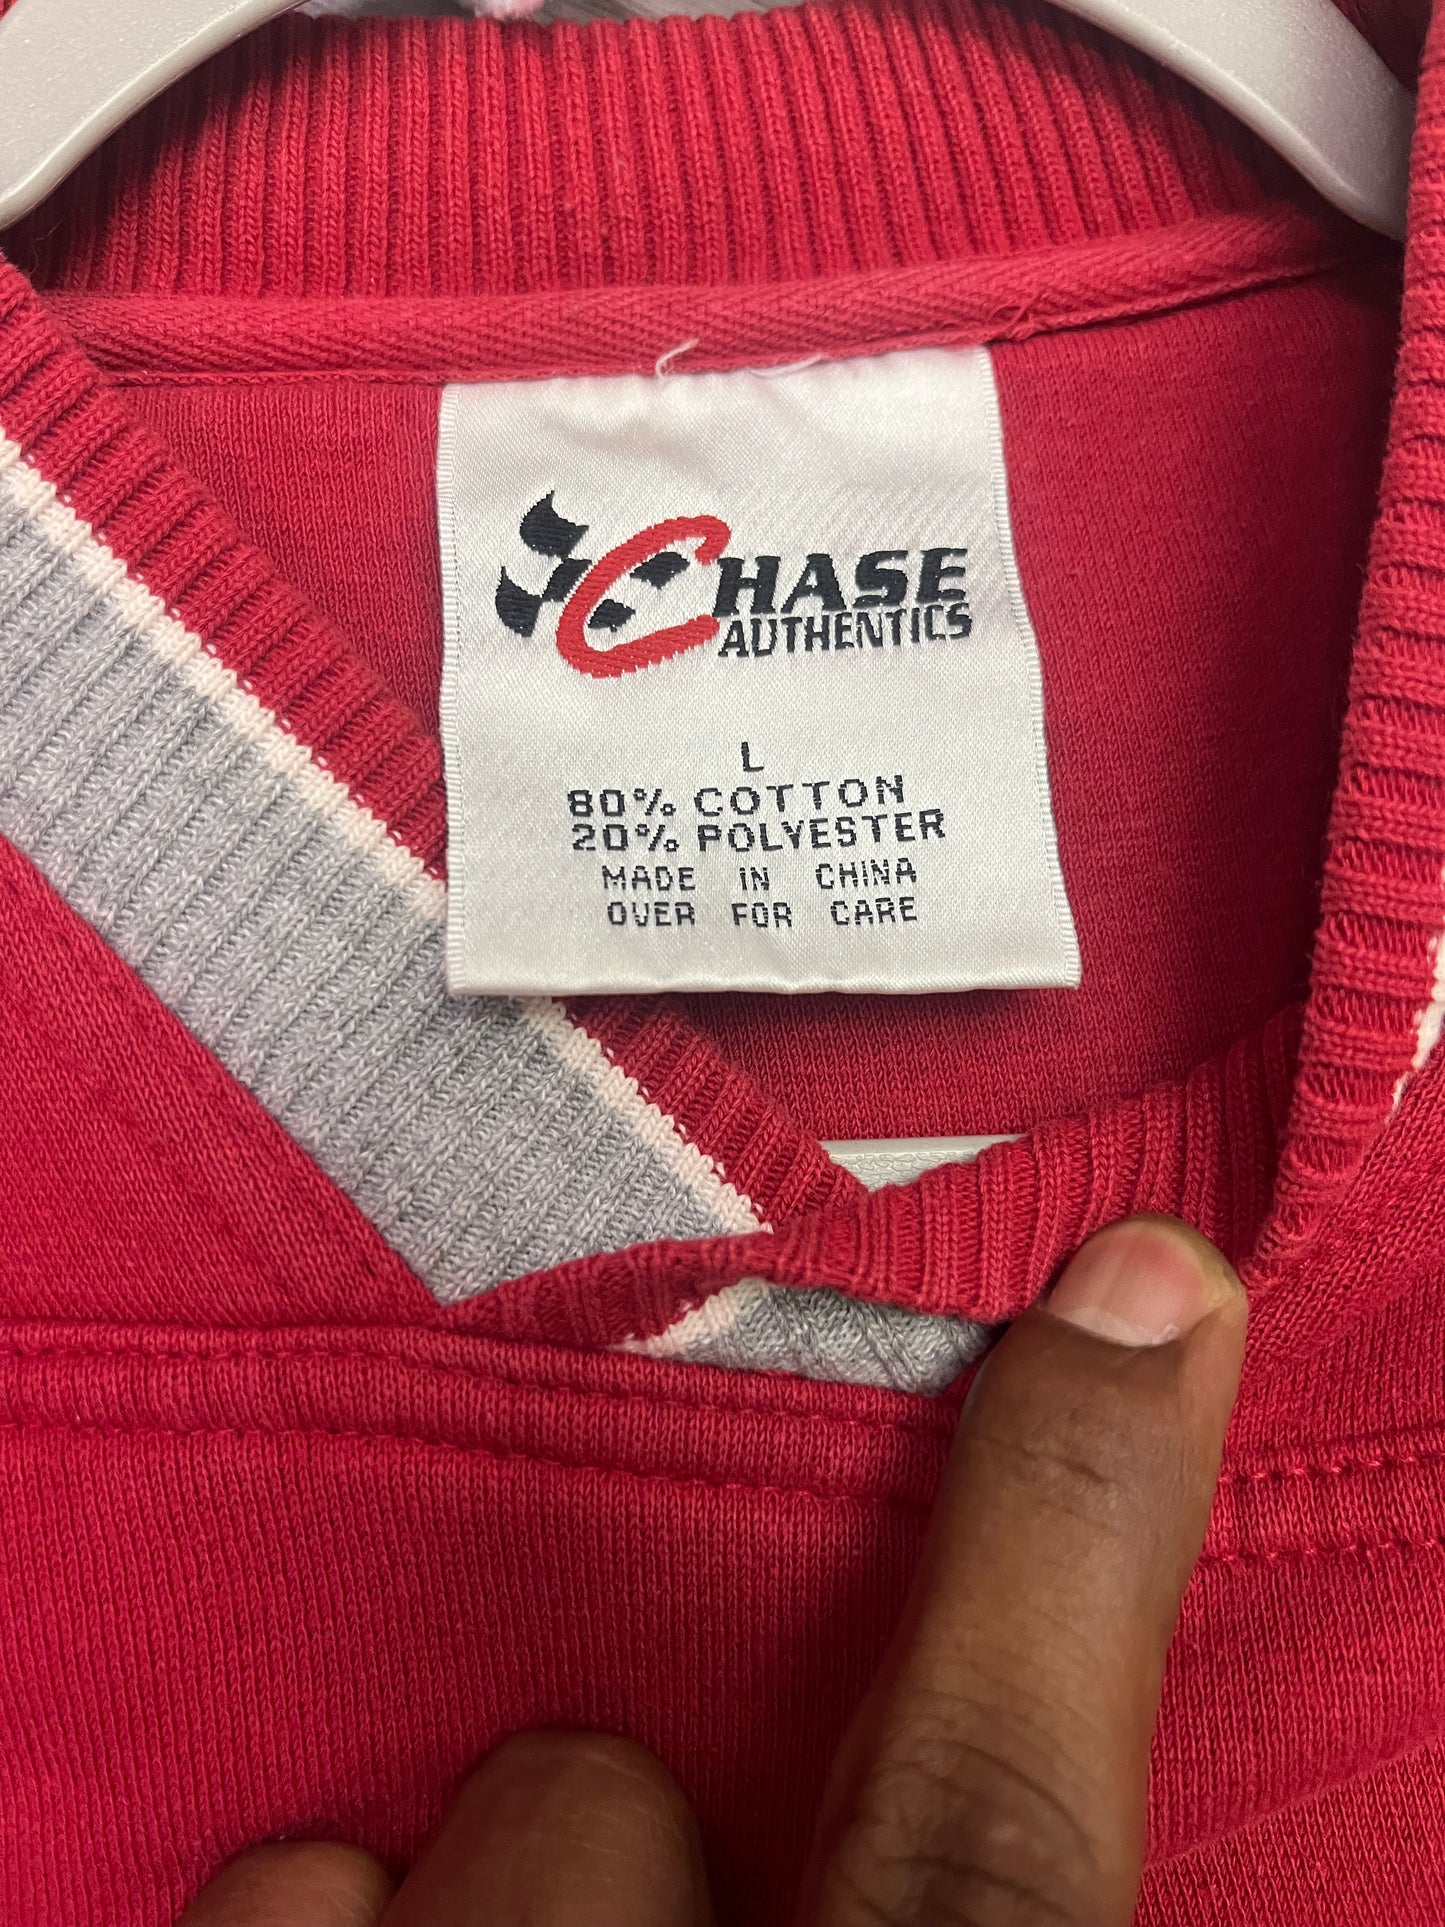 CHASE
AUTHENTICS
L
80% COTTON
20% POLYESTER
MADE IN CHINA
OVER FOR CARE